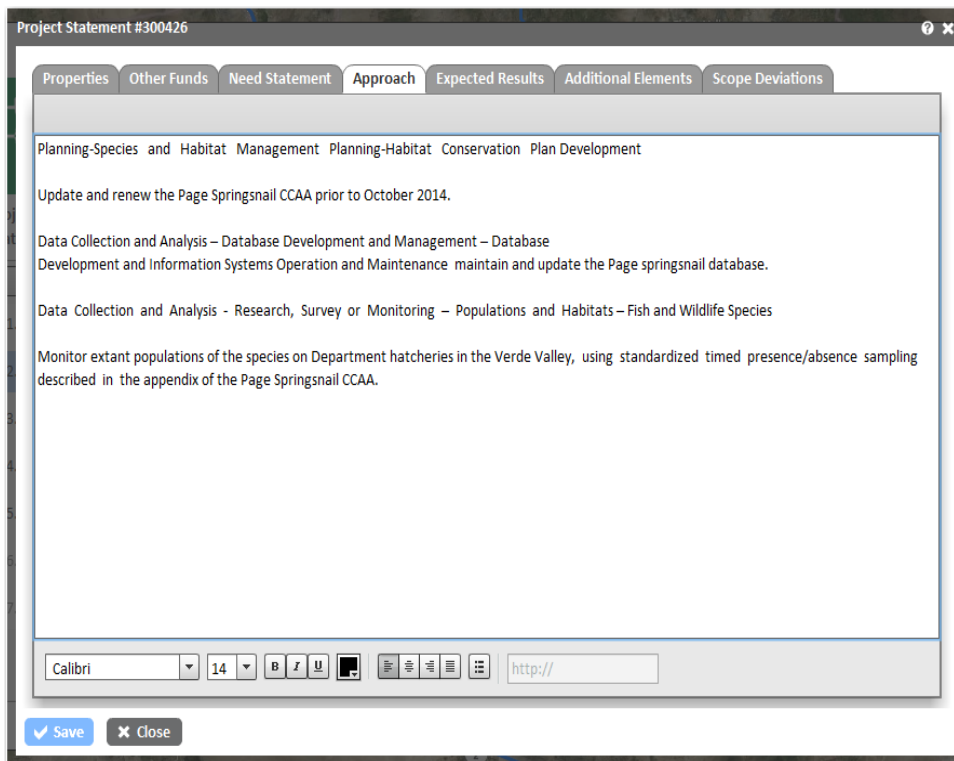 Project Statement #300426
Properties Other Funds Need Statement Approach Expected Results Additional Elements Scope Deviations
Planning-Species and Habitat Management Planning-Habitat Conservation Plan Development
Update and renew the Page Springsnail CCAA prior to October 2014.
Data Collection and Analysis – Database Development and Management – Database
Development and Information Systems Operation and Maintenance maintain and update the Page springsnail database.
Data Collection and Analysis - Research, Survey or Monitoring – Populations and Habitats – Fish and Wildlife Species
Monitor extant populations of the species on Department hatcheries in the Verde Valley, using standardized timed presence/absence sampling
described in the appendix of the Page Springsnail CCAA.
Calibri 14 B I U http://
Save Close